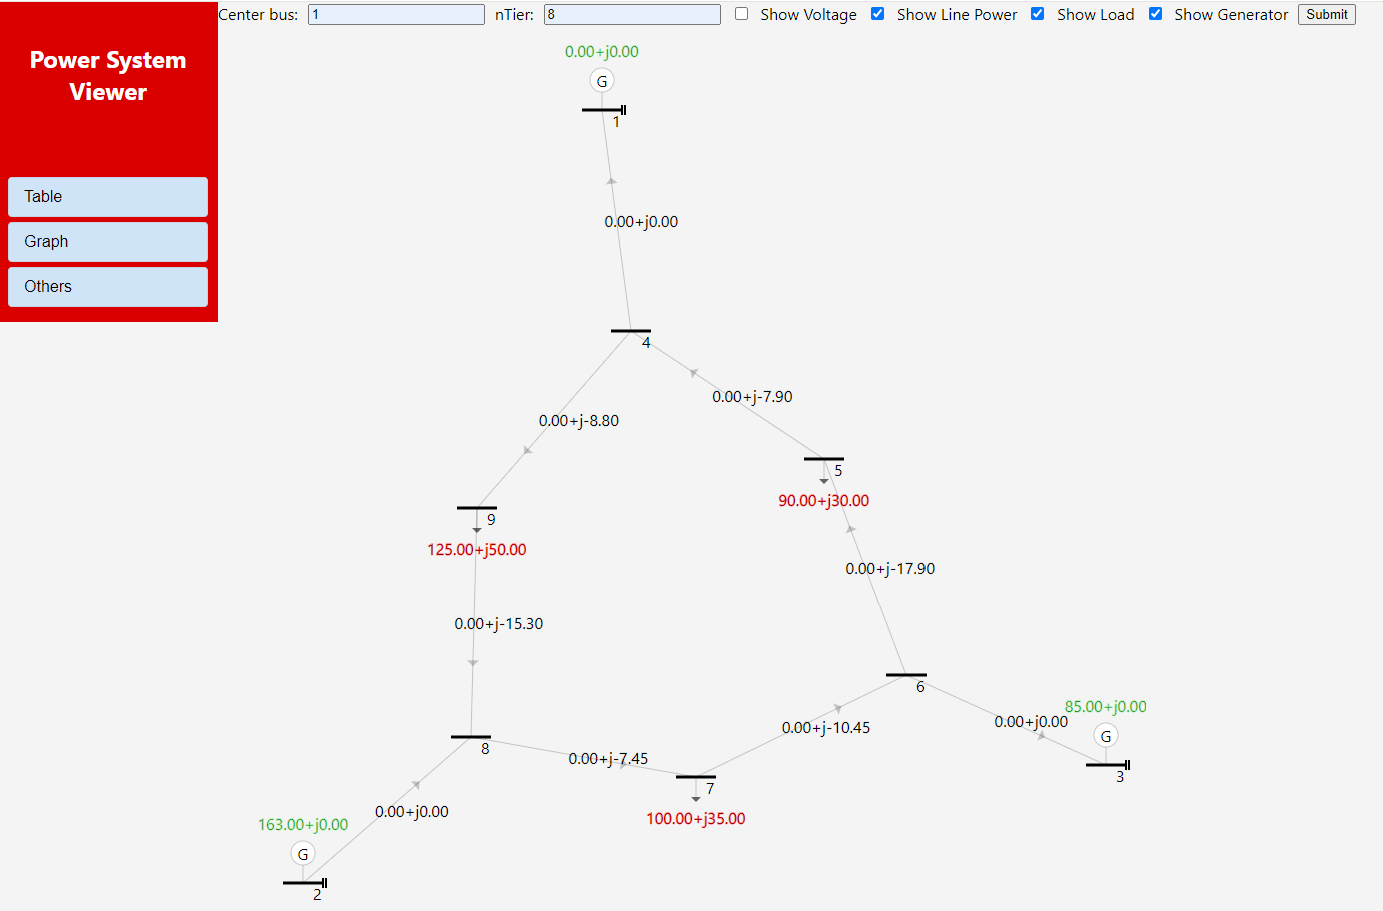 Power System
Viewer
Table
Graph
Others
Center bus: 1 nTier: 8 Show Voltage Show Line Power Show Load Show Generator Submit
0.00+j0.00
G
1
0.00+j0.00
4
0.00+j-7.90
0.00+j-8.80
5
90.00+j30.00
9
125.00+j50.00
0.00+j-17.90
0.00+j-15.30
6
85.00+j0.00
0.00+j0.00
G
3
0.00+j-10.45
8
0.00+j-7.45
7
100.00+j35.00
0.00+j0.00
163.00+j0.00
G
2